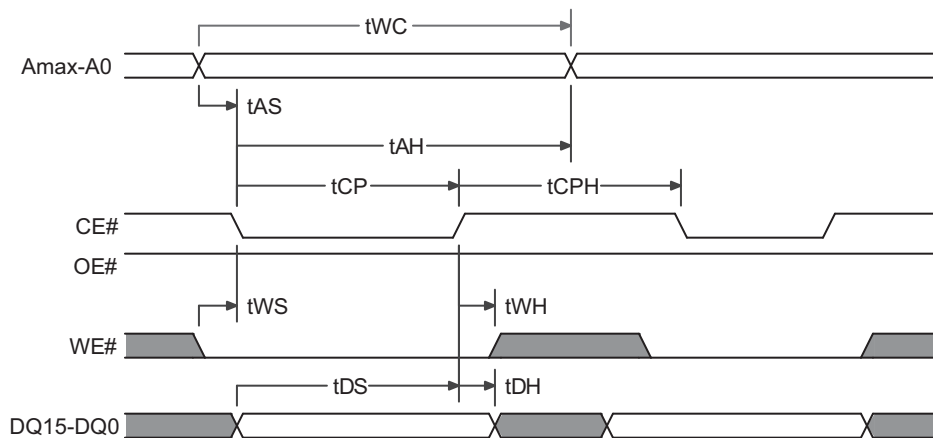 tWC
Amax-A0
tAS
tAH
tCP tCPH
CE#
OE#
tWS tWH
WE#
tDS tDH
DQ15-DQ0